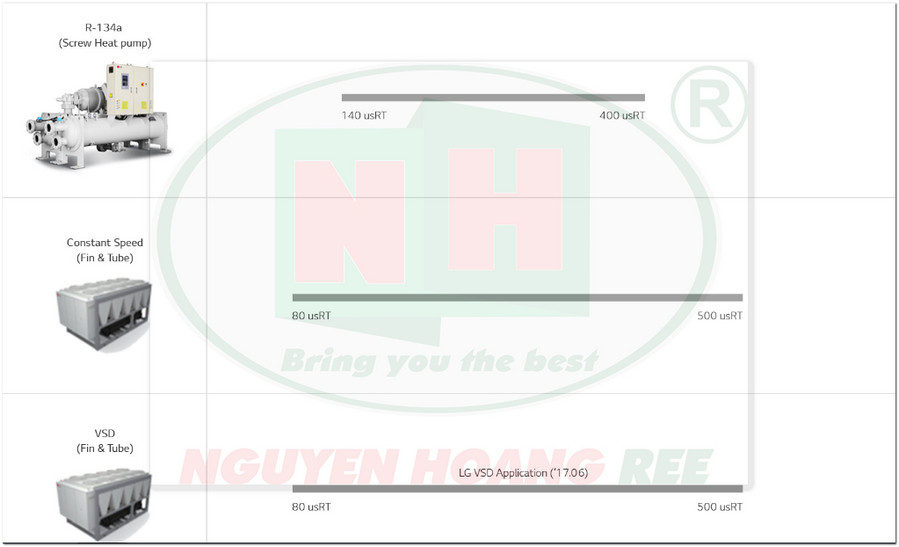 R-134a
(Screw Heat pump)
140 usRT
400 usRT
®
NH
Constant Speed
(Fin & Tube)
80 usRT
500 usRT
Bring you the best
VSD
(Fin & Tube)
NGUYEN HOANG REE
LG VSD Application ('17.06)
80 usRT
500 usRT